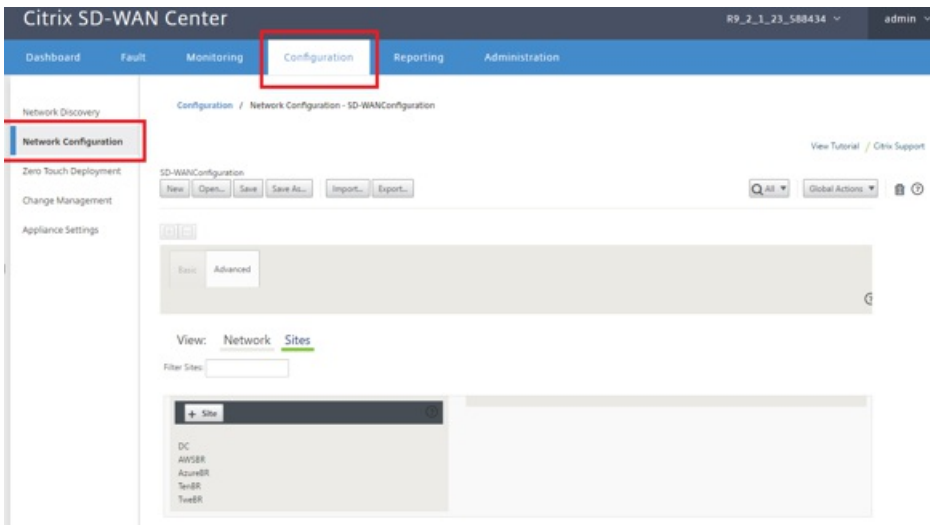 Citrix SD-WAN Center
R9_2_1_23_588434 admin
Dashboard Fault Monitoring Configuration Reporting Administration
Configuration / Network Configuration - SD-WANConfiguration
Network Discovery
Network Configuration
Zero Touch Deployment
Change Management
Appliance Settings
View Tutorial / Citrix Support
SD-WANConfiguration
New Open... Save Save As... Import... Export... All Global Actions
Basic Advanced
View: Network Sites
Filter Sites:
+ Site
DC
AWSBR
AzureBR
TenBR
TweBR